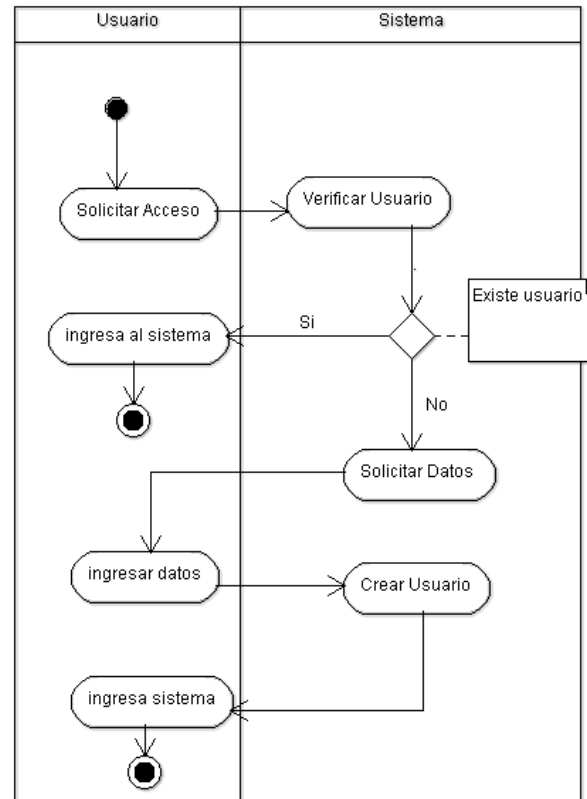 Usuario
Sistema
Solicitar Acceso
Verificar Usuario
Existe usuario
Si
ingresa al sistema
No
Solicitar Datos
ingresar datos
Crear Usuario
ingresa sistema